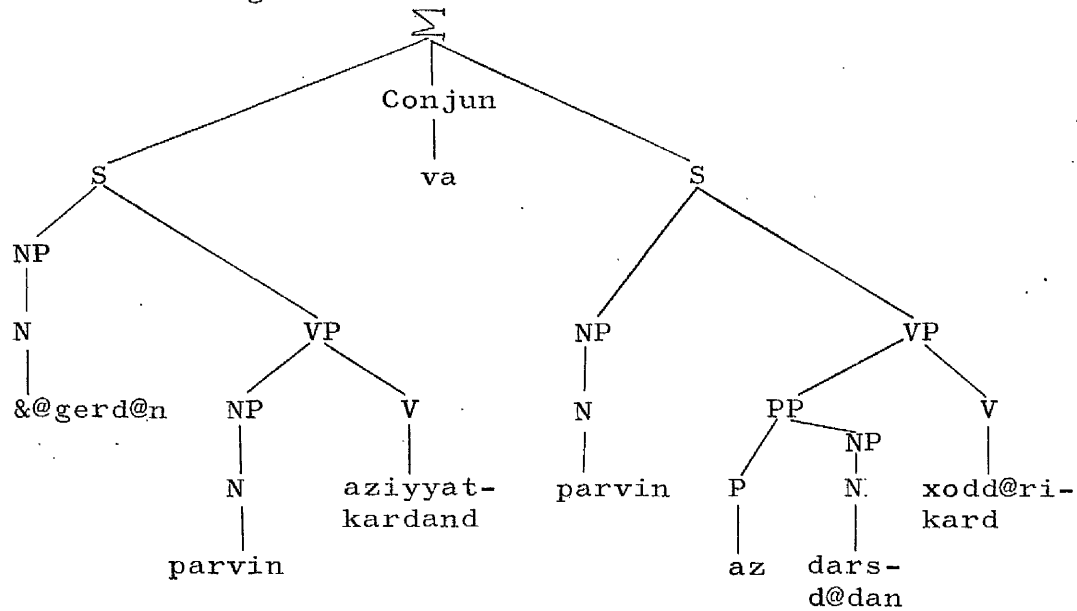 Σ
Conjun
S va S
NP
N VP NP VP
&@gerd@n NP V N PP V
NP
N aziyyat- parvin P N xodd@ri-
kardand kard
parvin az dars-
d@dan